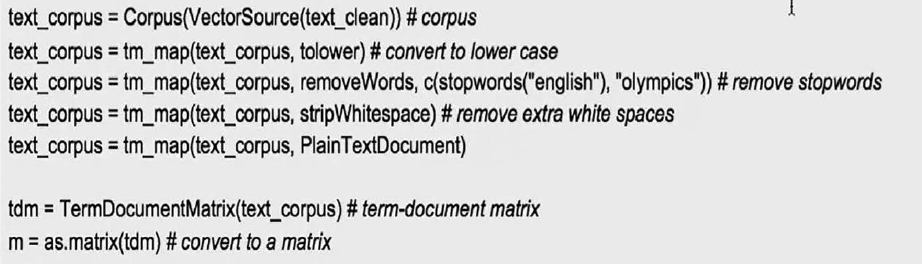 text_corpus = Corpus(VectorSource(text_clean)) # corpus
text_corpus = tm_map(text_corpus, tolower) # convert to lower case
text_corpus = tm_map(text_corpus, removeWords, c(stopwords("english"), "olympics")) # remove stopwords
text_corpus = tm_map(text_corpus, stripWhitespace) # remove extra white spaces
text_corpus = tm_map(text_corpus, PlainTextDocument)
tdm = TermDocumentMatrix(text_corpus) # term-document matrix
m = as.matrix(tdm) # convert to a matrix